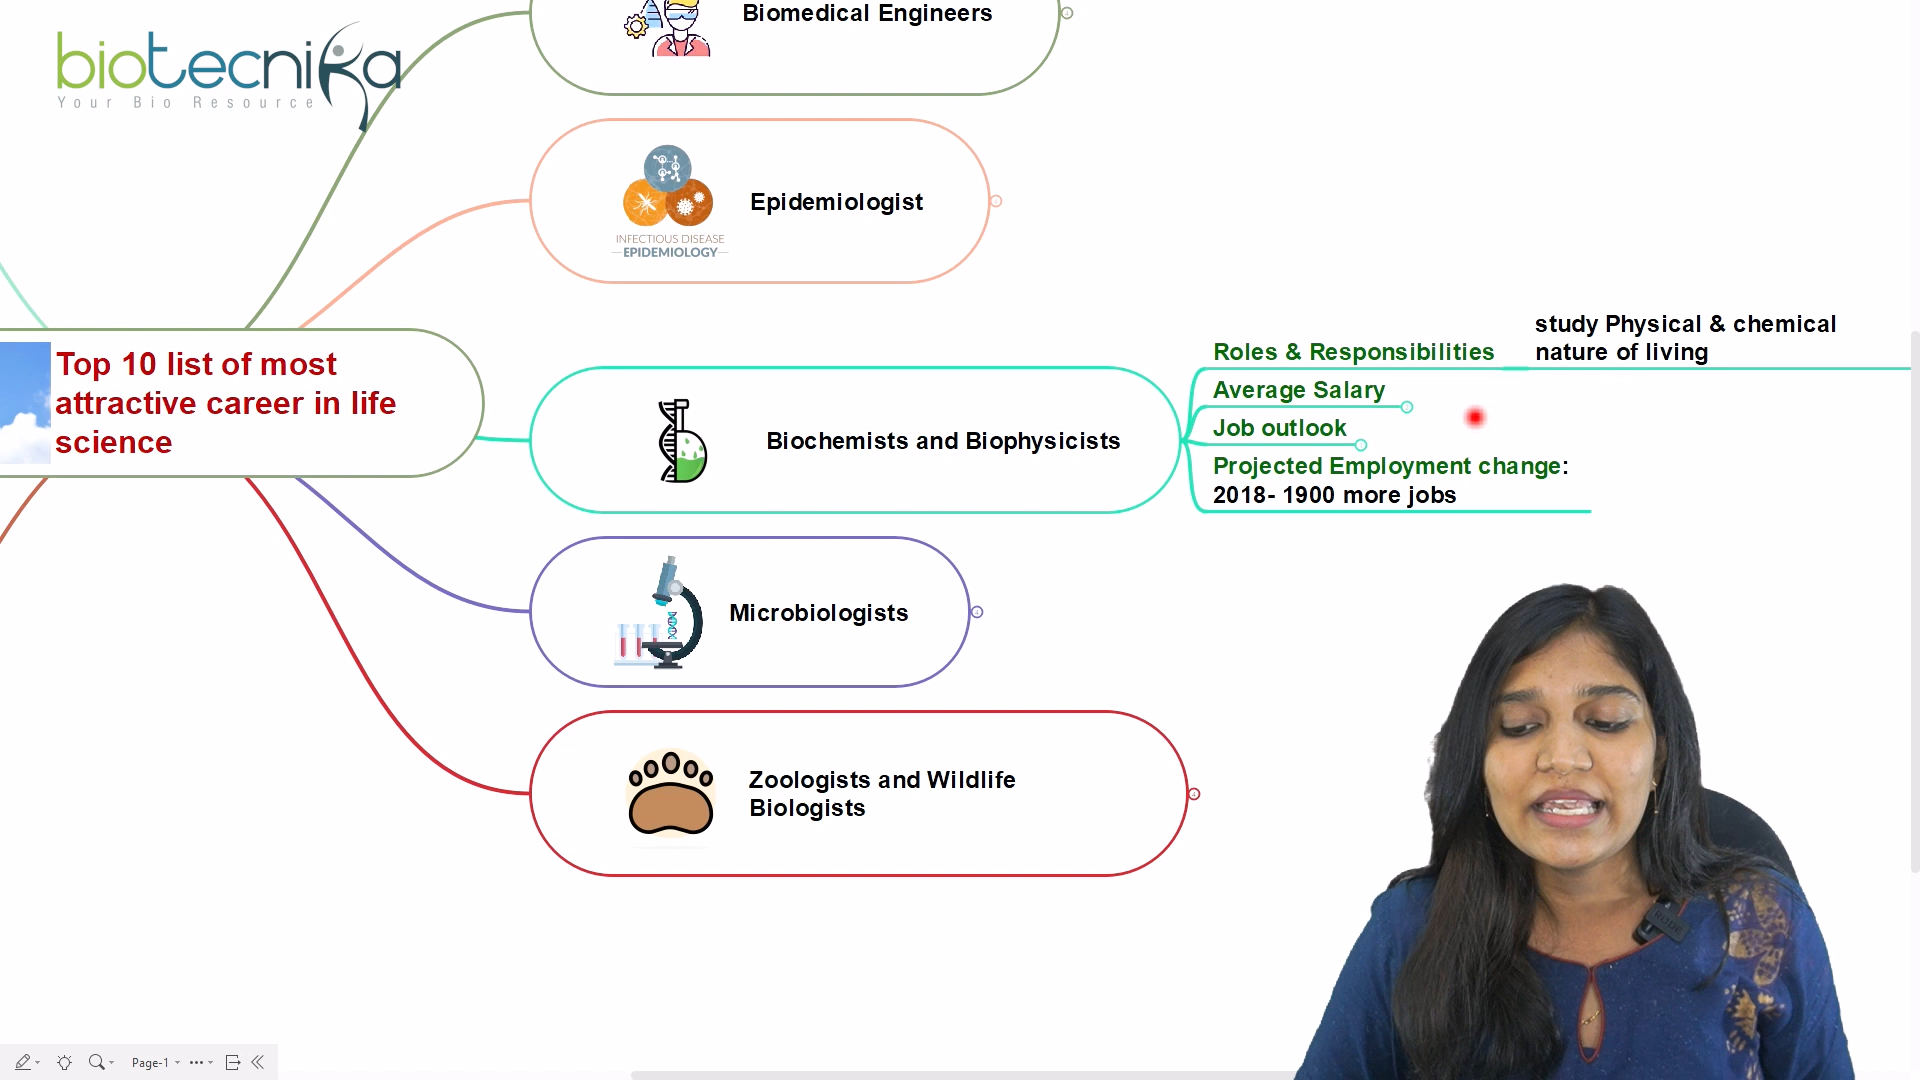 Biomedical Engineers
biotecnika
Your Bio Resource
INFECTIOUS DISEASE
EPIDEMIOLOGY
Epidemiologist
Top 10 list of most
attractive career in life
science
Biochemists and Biophysicists
Roles & Responsibilities
study Physical & chemical
nature of living
Average Salary
Job outlook
Projected Employment change:
2018- 1900 more jobs
Microbiologists
Zoologists and Wildlife
Biologists
RODE
Page-1